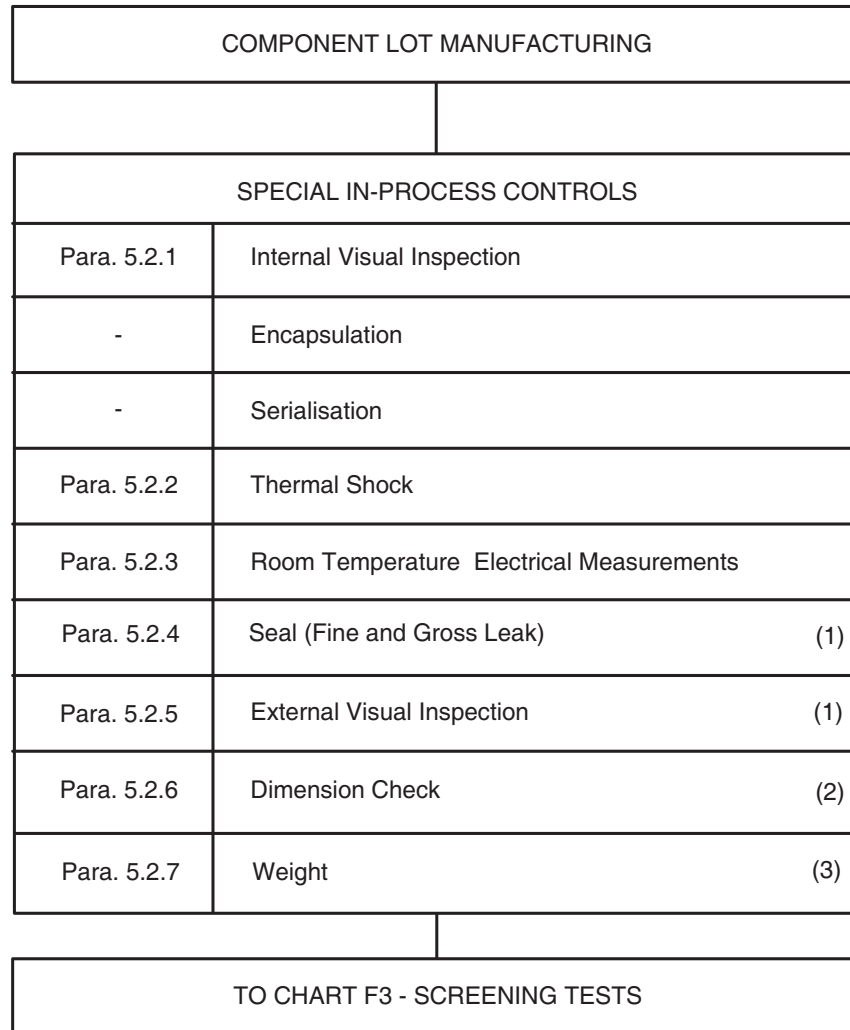 COMPONENT LOT MANUFACTURING
SPECIAL IN-PROCESS CONTROLS
Para. 5.2.1 Internal Visual Inspection
- Encapsulation
- Serialisation
Para. 5.2.2 Thermal Shock
Para. 5.2.3 Room Temperature Electrical Measurements
Para. 5.2.4 Seal (Fine and Gross Leak) (1)
Para. 5.2.5 External Visual Inspection (1)
Para. 5.2.6 Dimension Check (2)
Para. 5.2.7 Weight (3)
TO CHART F3 - SCREENING TESTS